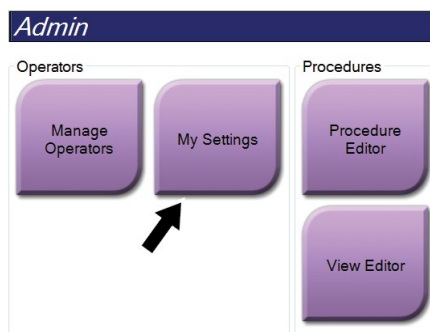 Admin
Operators
Procedures
Manage
Operators
My Settings
Procedure
Editor
View Editor